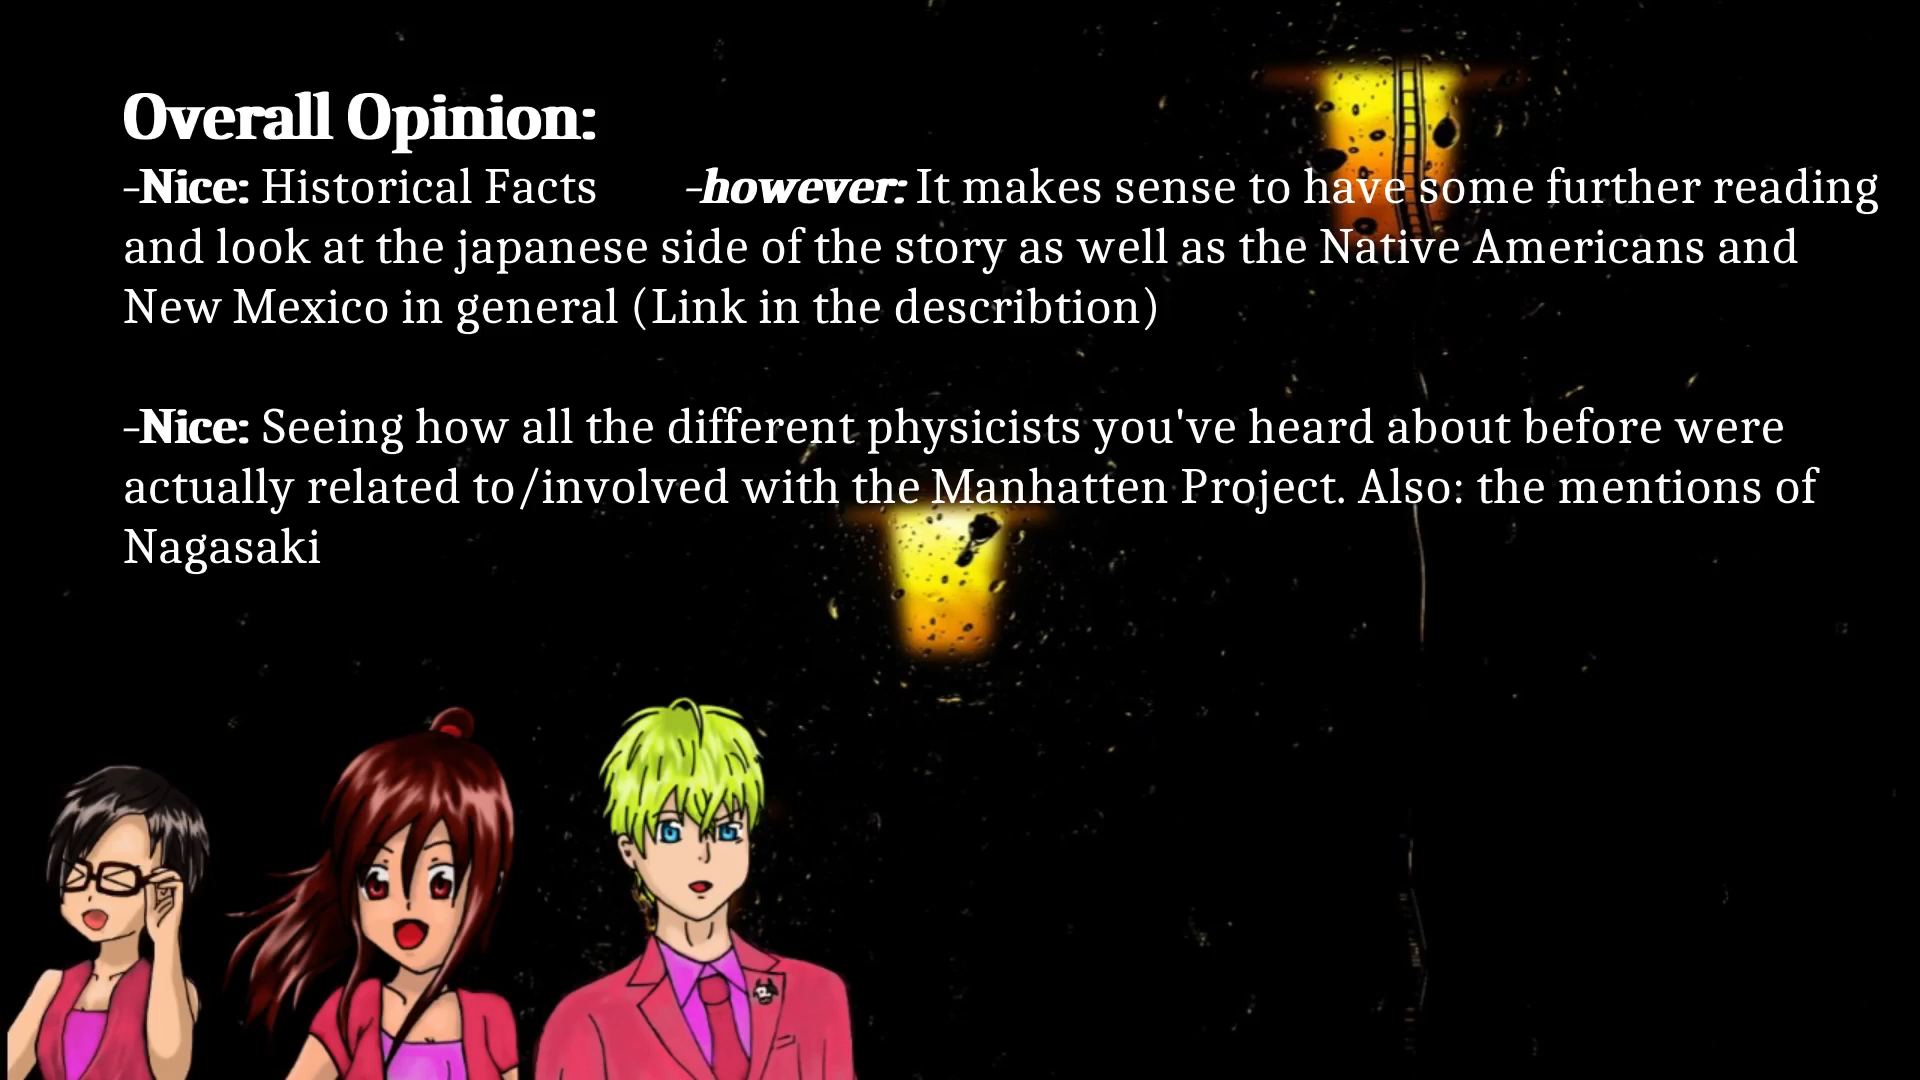 Overall Opinion:
-Nice: Historical Facts -however: It makes sense to have some further reading
and look at the japanese side of the story as well as the Native Americans and
New Mexico in general (Link in the describtion)
-Nice: Seeing how all the different physicists you've heard about before were
actually related to/involved with the Manhatten Project. Also: the mentions of
Nagasaki